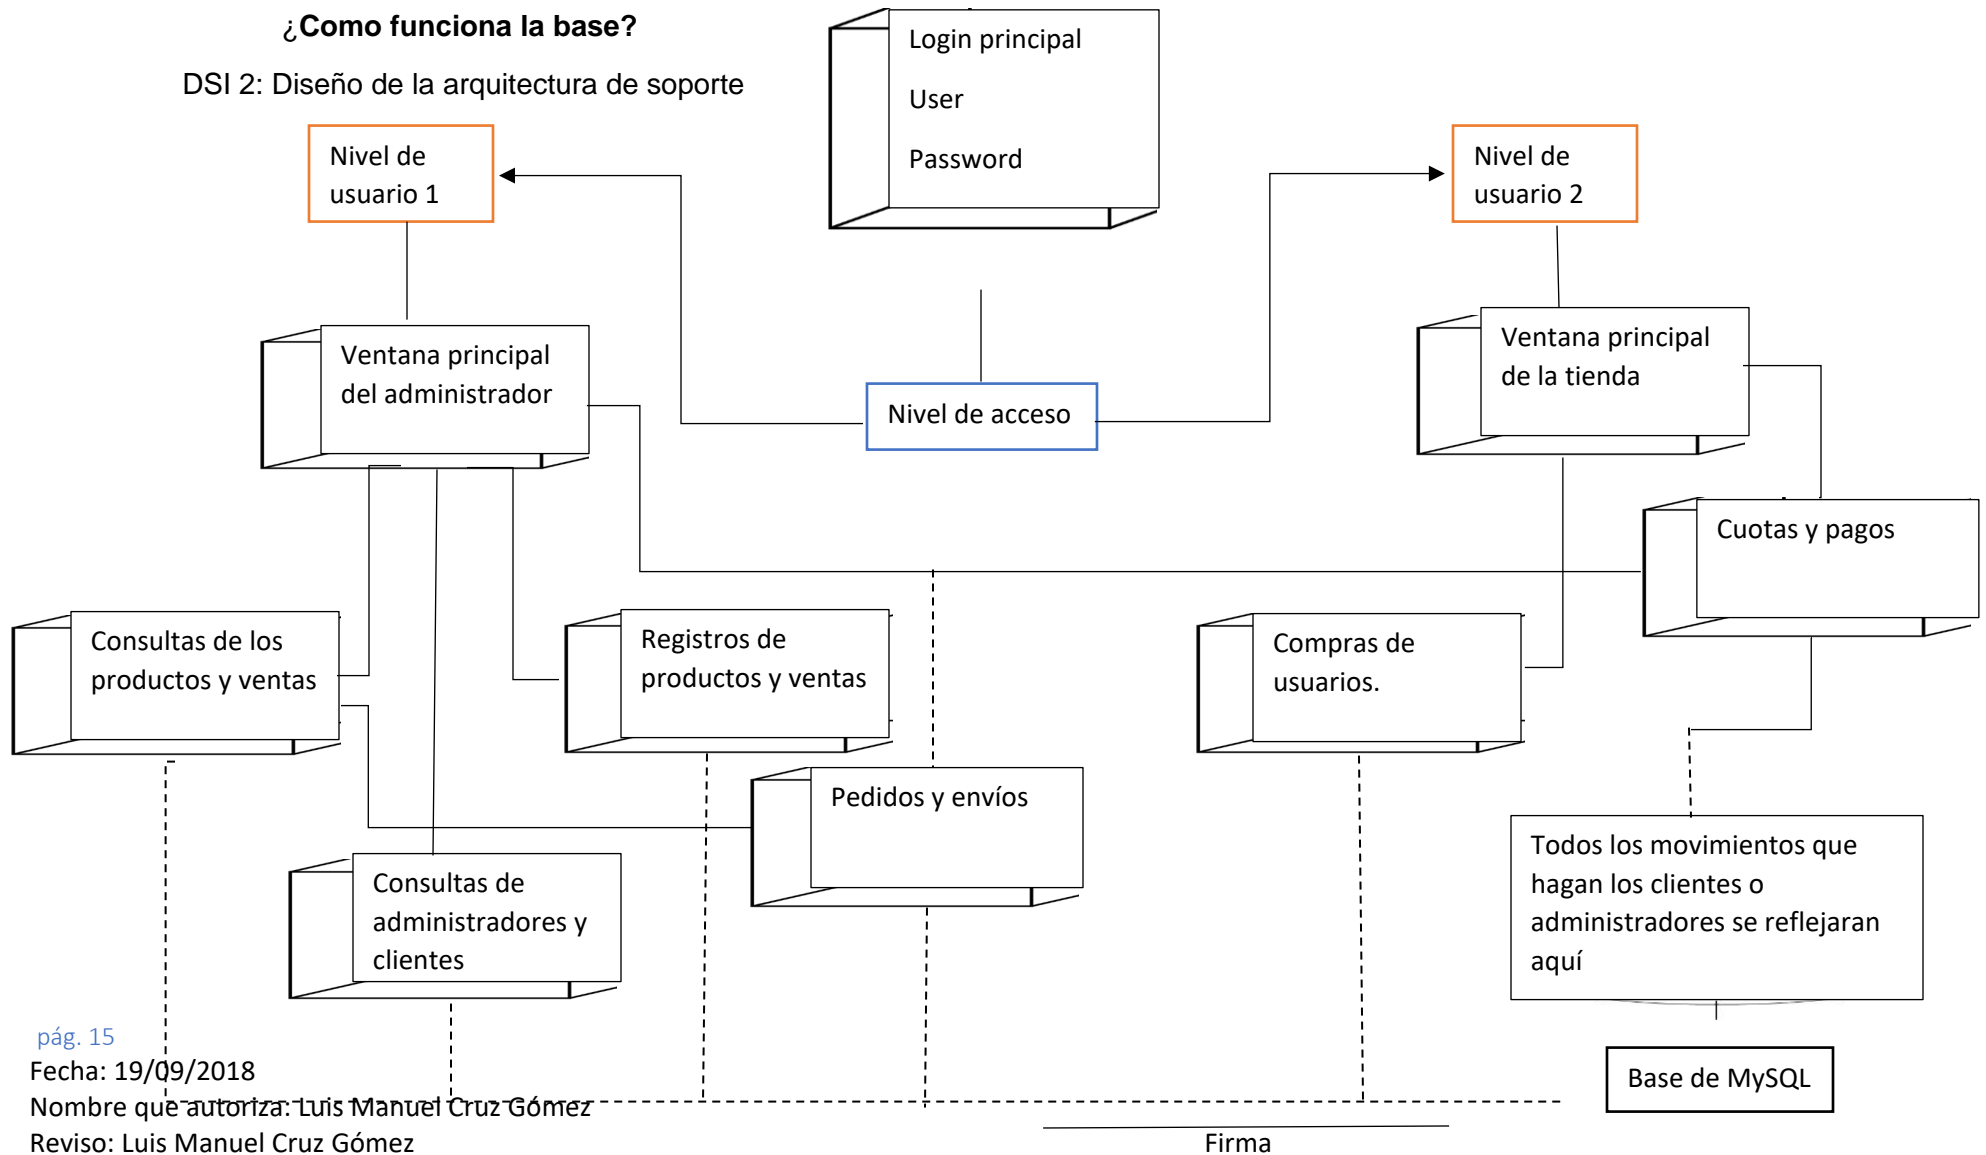 ¿Como funciona la base?
DSI 2: Diseño de la arquitectura de soporte
Login principal
User
Password
Nivel de
usuario 1
Nivel de
usuario 2
Ventana principal
del administrador
Nivel de acceso
Ventana principal
de la tienda
Cuotas y pagos
Consultas de los
productos y ventas
Registros de
productos y ventas
Compras de
usuarios.
Pedidos y envíos
Consultas de
administradores y
clientes
Todos los movimientos que
hagan los clientes o
administradores se reflejaran
aquí
Base de MySQL
pág. 15
Fecha: 19/09/2018
Nombre que autoriza: Luis Manuel Cruz Gómez
Reviso: Luis Manuel Cruz Gómez
Firma